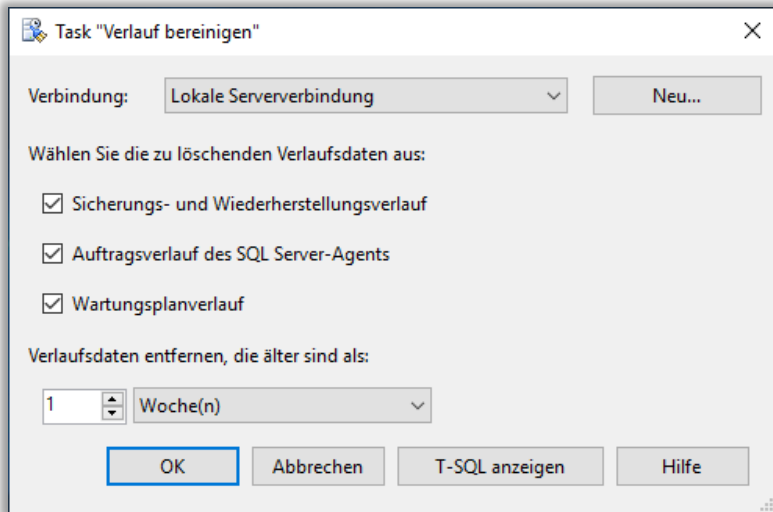 Task "Verlauf bereinigen"
Verbindung: Lokale Serververbindung Neu...
Wählen Sie die zu löschenden Verlaufsdaten aus:
Sicherungs- und Wiederherstellungsverlauf
Auftragsverlauf des SQL Server-Agents
Wartungsplanverlauf
Verlaufsdaten entfernen, die älter sind als:
1 Woche(n)
OK Abbrechen T-SQL anzeigen Hilfe